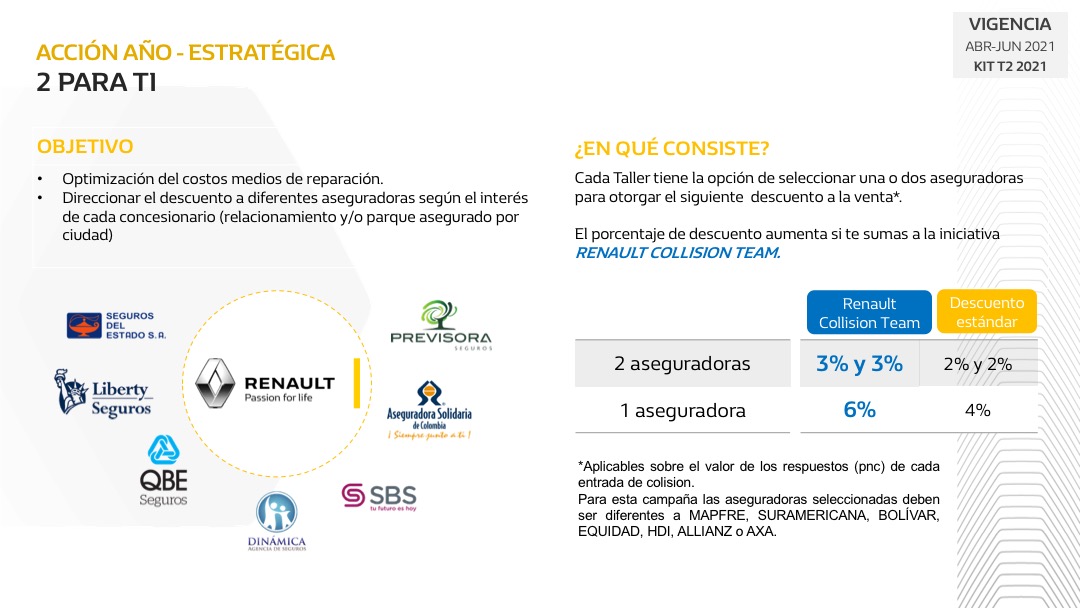 VIGENCIA
ABR-JUN 2021
KIT T2 2021
ACCIÓN AÑO - ESTRATÉGICA
2 PARA TI
OBJETIVO
• Optimización del costos medios de reparación.
• Direccionar el descuento a diferentes aseguradoras según el interés
de cada concesionario (relacionamiento y/o parque asegurado por
ciudad)
SEGUROS
DEL
ESTADO S.A.
PREVISORA
SEGUROS
RENAULT
Passion for life
Liberty
Seguros
Aseguradora Solidaria
de Colombia
¡ Siempre junto a ti !
QBE
Seguros
SBS
tu futuro es hoy
DINÁMICA
AGENCIA DE SEGUROS
¿EN QUÉ CONSISTE?
Cada Taller tiene la opción de seleccionar una o dos aseguradoras
para otorgar el siguiente descuento a la venta*.
El porcentaje de descuento aumenta si te sumas a la iniciativa
RENAULT COLLISION TEAM.
Renault
Collision Team
Descuento
estándar
2 aseguradoras 3% y 3% 2% y 2%
1 aseguradora 6% 4%
*Aplicables sobre el valor de los respuestos (pnc) de cada
entrada de colision.
Para esta campaña las aseguradoras seleccionadas deben
ser diferentes a MAPFRE, SURAMERICANA, BOLÍVAR,
EQUIDAD, HDI, ALLIANZ o AXA.